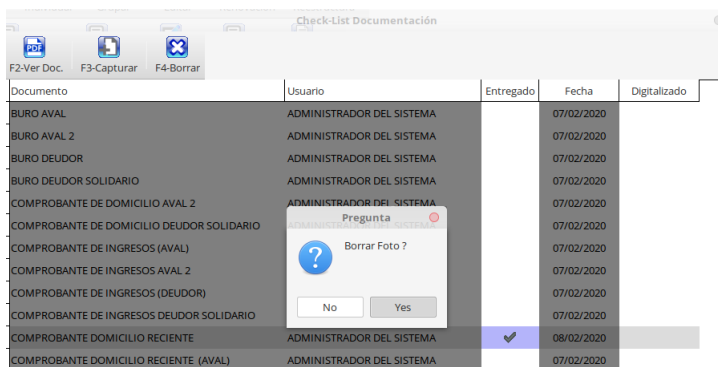 Check-List Documentación
PDF
F2-Ver Doc. F3-Capturar F4-Borrar
Documento Usuario Entregado Fecha Digitalizado
BURO AVAL ADMINISTRADOR DEL SISTEMA 07/02/2020
BURO AVAL 2 ADMINISTRADOR DEL SISTEMA 07/02/2020
BURO DEUDOR ADMINISTRADOR DEL SISTEMA 07/02/2020
BURO DEUDOR SOLIDARIO ADMINISTRADOR DEL SISTEMA 07/02/2020
COMPROBANTE DE DOMICILIO AVAL 2 ADMINISTRADOR DEL SISTEMA 07/02/2020
COMPROBANTE DE DOMICILIO DEUDOR SOLIDARIO ADMINISTRADOR DEL SISTEMA 07/02/2020
COMPROBANTE DE INGRESOS (AVAL) 07/02/2020
COMPROBANTE DE INGRESOS AVAL 2 07/02/2020
COMPROBANTE DE INGRESOS (DEUDOR) 07/02/2020
COMPROBANTE DE INGRESOS DEUDOR SOLIDARIO 07/02/2020
COMPROBANTE DOMICILIO RECIENTE ADMINISTRADOR DEL SISTEMA 08/02/2020
COMPROBANTE DOMICILIO RECIENTE (AVAL) ADMINISTRADOR DEL SISTEMA 07/02/2020
Pregunta
Borrar Foto ?
No Yes